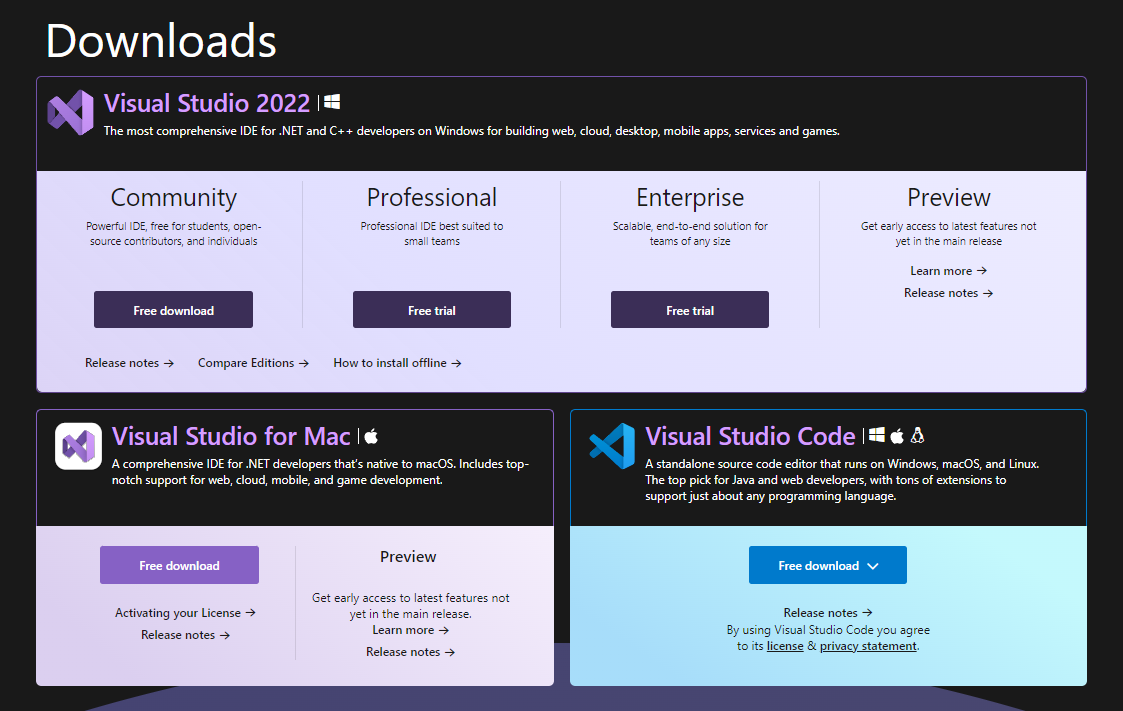 Downloads
Visual Studio 2022
The most comprehensive IDE for .NET and C++ developers on Windows for building web, cloud, desktop, mobile apps, services and games.
Community
Powerful IDE, free for students, open-
source contributors, and individuals
Free download
Professional
Professional IDE best suited to
small teams
Free trial
Enterprise
Scalable, end-to-end solution for
teams of any size
Free trial
Preview
Get early access to latest features not
yet in the main release
Learn more →
Release notes →
Release notes → Compare Editions → How to install offline →
Visual Studio for Mac
A comprehensive IDE for .NET developers that's native to macOS. Includes top-
notch support for web, cloud, mobile, and game development.
Free download
Activating your License →
Release notes →
Preview
Get early access to latest features not
yet in the main release.
Learn more →
Release notes →
Visual Studio Code
A standalone source code editor that runs on Windows, macOS, and Linux.
The top pick for Java and web developers, with tons of extensions to
support just about any programming language.
Free download
Release notes →
By using Visual Studio Code you agree
to its license & privacy statement.